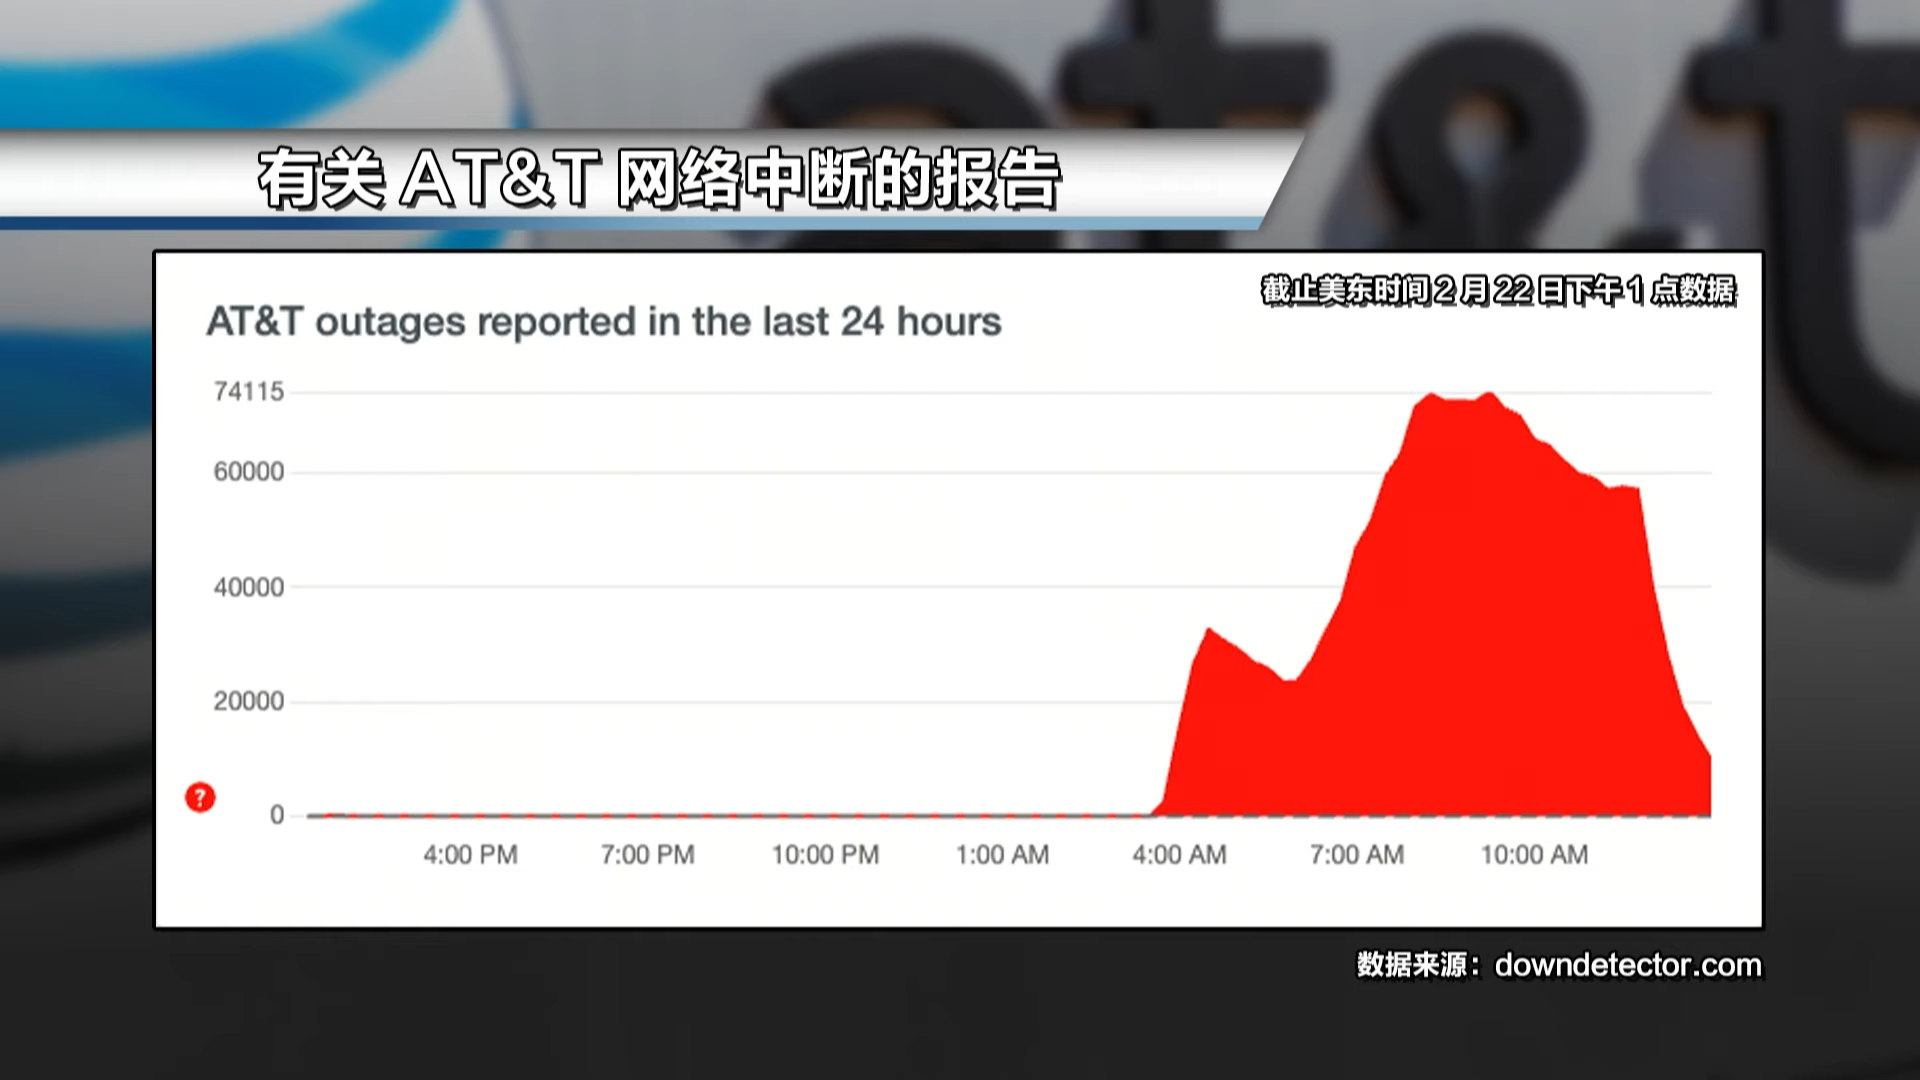 at&t
有关 AT&T 网络中断的报告
截止美东时间2月22日下午1点数据
AT&T outages reported in the last 24 hours
74115
60000
40000
20000
?
0
4:00 PM 7:00 PM 10:00 PM 1:00 AM 4:00 AM 7:00 AM 10:00 AM
数据来源：downdetector.com